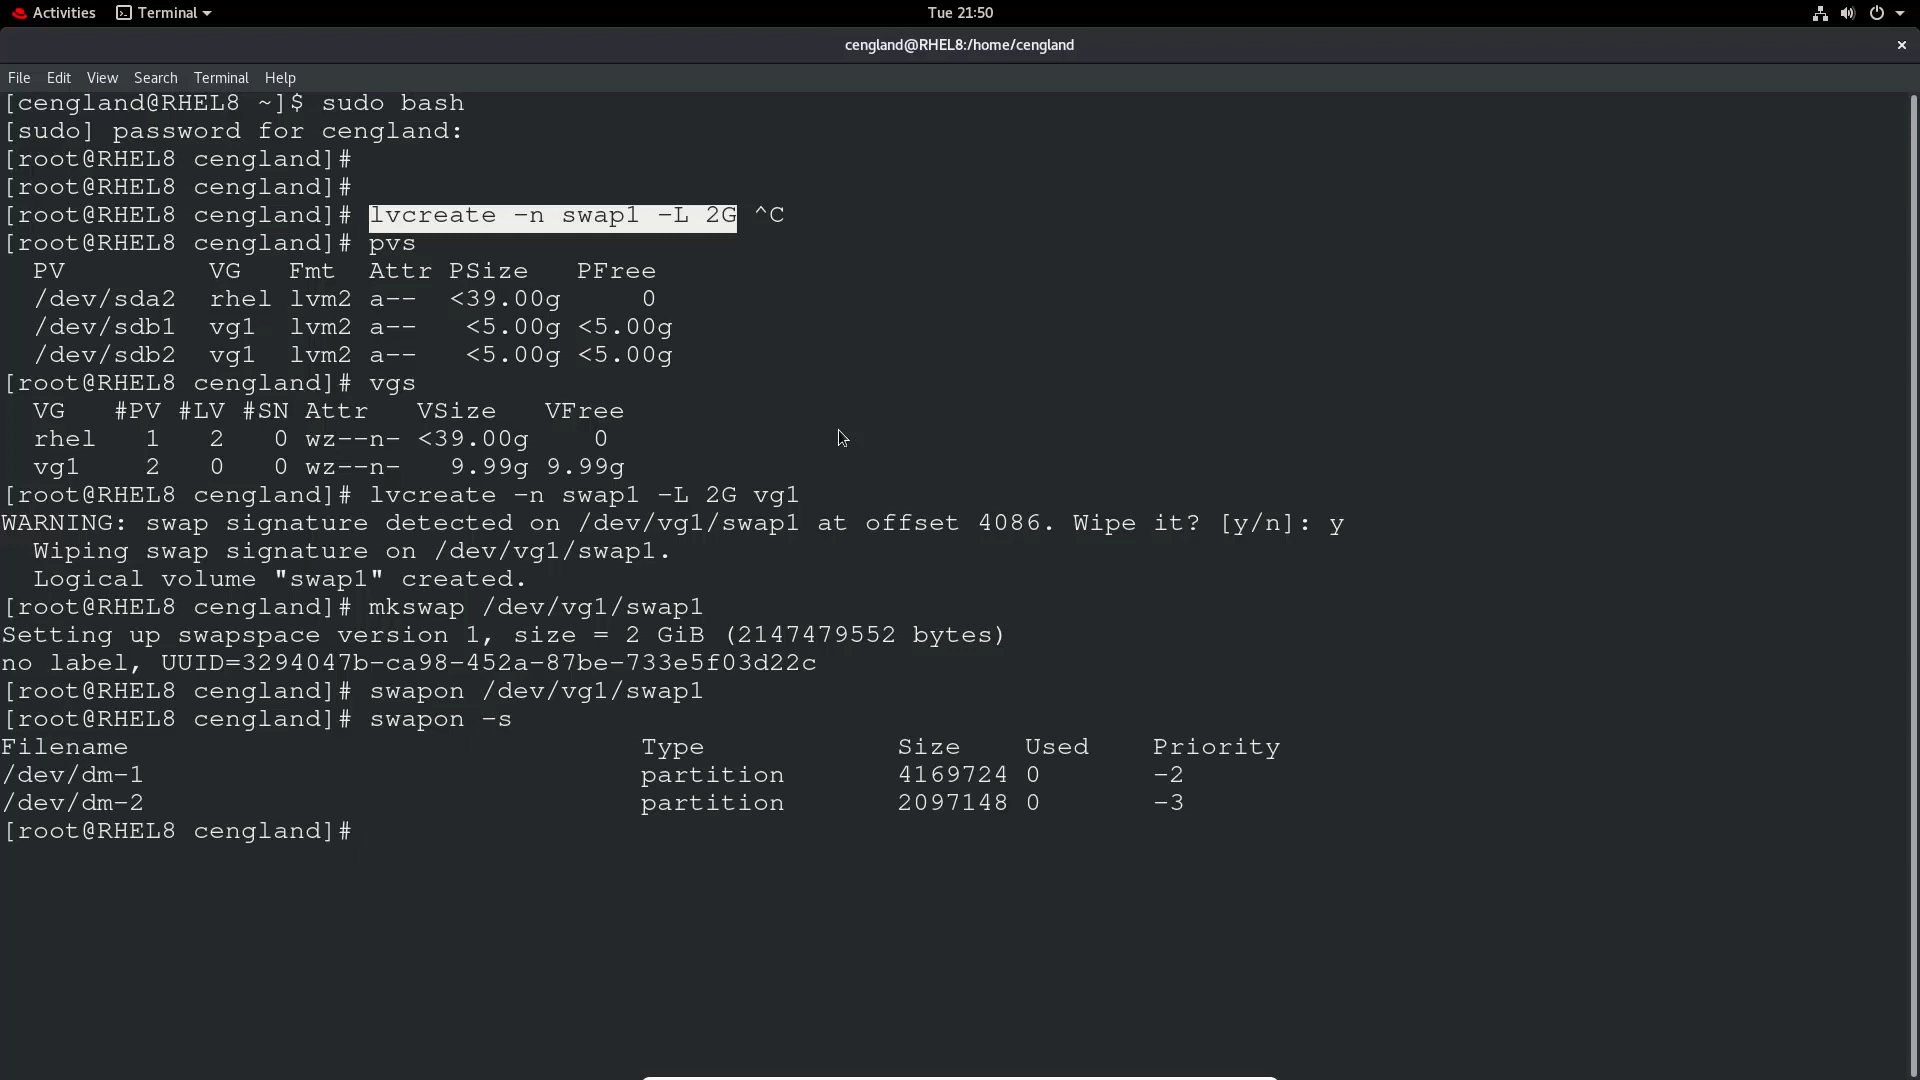 Activities Terminal Tue 21:50
cengland@RHEL8:/home/cengland
File Edit View Search Terminal Help
[cengland@RHEL8 ~]$ sudo bash
[sudo] password for cengland:
[root@RHEL8 cengland]#
[root@RHEL8 cengland]#
[root@RHEL8 cengland]# lvcreate -n swap1 -L 2G ^C
[root@RHEL8 cengland]# pvs
  PV         VG   Fmt  Attr PSize   PFree
  /dev/sda2  rhel lvm2 a--  <39.00g     0
  /dev/sdb1  vg1  lvm2 a--   <5.00g <5.00g
  /dev/sdb2  vg1  lvm2 a--   <5.00g <5.00g
[root@RHEL8 cengland]# vgs
  VG   #PV #LV #SN Attr   VSize   VFree
  rhel   1   2   0 wz--n- <39.00g    0
  vg1    2   0   0 wz--n-   9.99g 9.99g
[root@RHEL8 cengland]# lvcreate -n swap1 -L 2G vg1
WARNING: swap signature detected on /dev/vg1/swap1 at offset 4086. Wipe it? [y/n]: y
  Wiping swap signature on /dev/vg1/swap1.
  Logical volume "swap1" created.
[root@RHEL8 cengland]# mkswap /dev/vg1/swap1
Setting up swapspace version 1, size = 2 GiB (2147479552 bytes)
no label, UUID=3294047b-ca98-452a-87be-733e5f03d22c
[root@RHEL8 cengland]# swapon /dev/vg1/swap1
[root@RHEL8 cengland]# swapon -s
Filename                                Type            Size    Used    Priority
/dev/dm-1                               partition       4169724 0       -2
/dev/dm-2                               partition       2097148 0       -3
[root@RHEL8 cengland]#